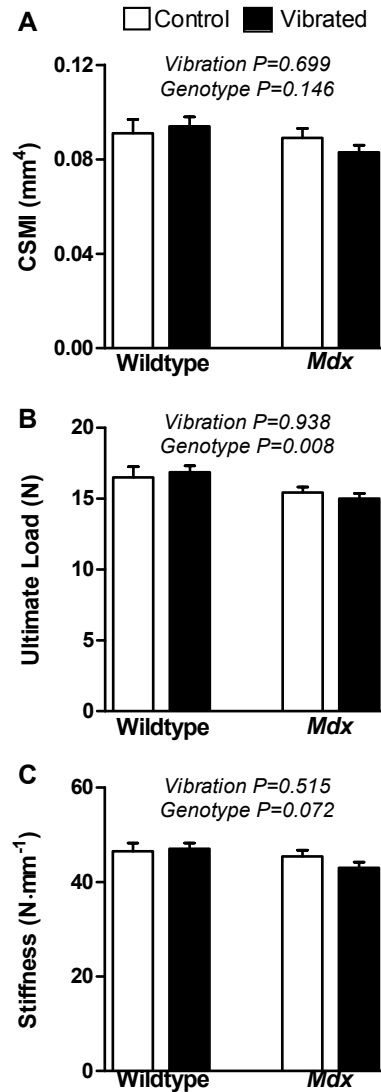 A
Control Vibrated
Vibration P=0.699
Genotype P=0.146
0.12
0.08
0.04
0.00
CSMI (mm⁴)
Wildtype Mdx
B
Vibration P=0.938
Genotype P=0.008
20
15
10
5
0
Ultimate Load (N)
Wildtype Mdx
C
Vibration P=0.515
Genotype P=0.072
60
40
20
0
Stiffness (N·mm⁻¹)
Wildtype Mdx